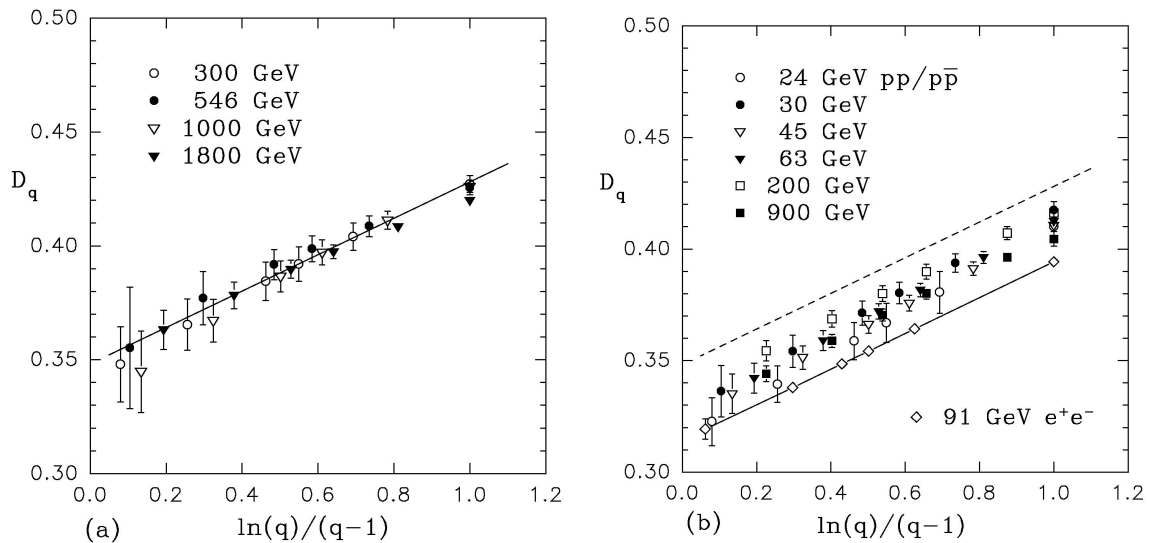 0.50
0.45
0.40
0.35
0.30
D_q
300 GeV
546 GeV
1000 GeV
1800 GeV
0.0 0.2 0.4 0.6 0.8 1.0 1.2
(a) ln(q)/(q−1)
0.50
0.45
0.40
0.35
0.30
D_q
24 GeV pp/pp̅
30 GeV
45 GeV
63 GeV
200 GeV
900 GeV
91 GeV e⁺e⁻
0.0 0.2 0.4 0.6 0.8 1.0 1.2
(b) ln(q)/(q−1)